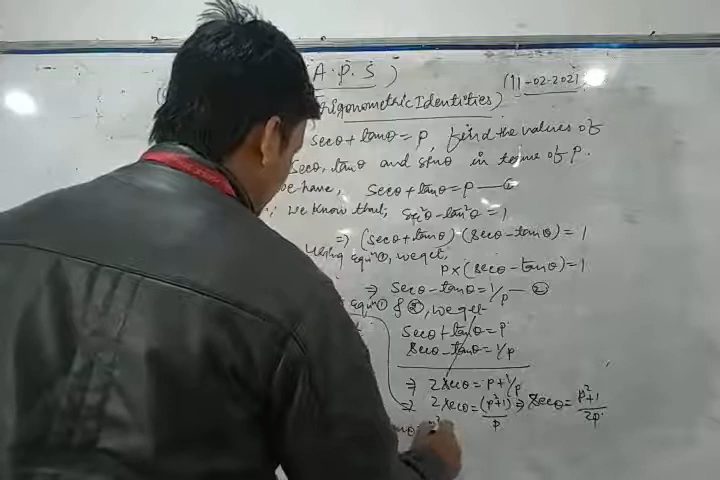 A.P.S )
(11-02-2021
Trigonometric Identities)
secθ + tanθ = P, find the values of
secθ, tanθ and sinθ in terms of P.
we have, secθ + tanθ = P —
we know that; sec²θ - tan²θ = 1
⇒ (secθ + tanθ) (secθ - tanθ) = 1
using equⁿ①, we get,
P × (secθ - tanθ) = 1
⇒ secθ - tanθ = 1/P — ②
equⁿ① & ②, we get
secθ + tanθ = P
secθ - tanθ = 1/P
⇒ 2secθ = P + 1/P
⇒ 2secθ = (P²+1)/P ⇒ secθ = P²+1/2P